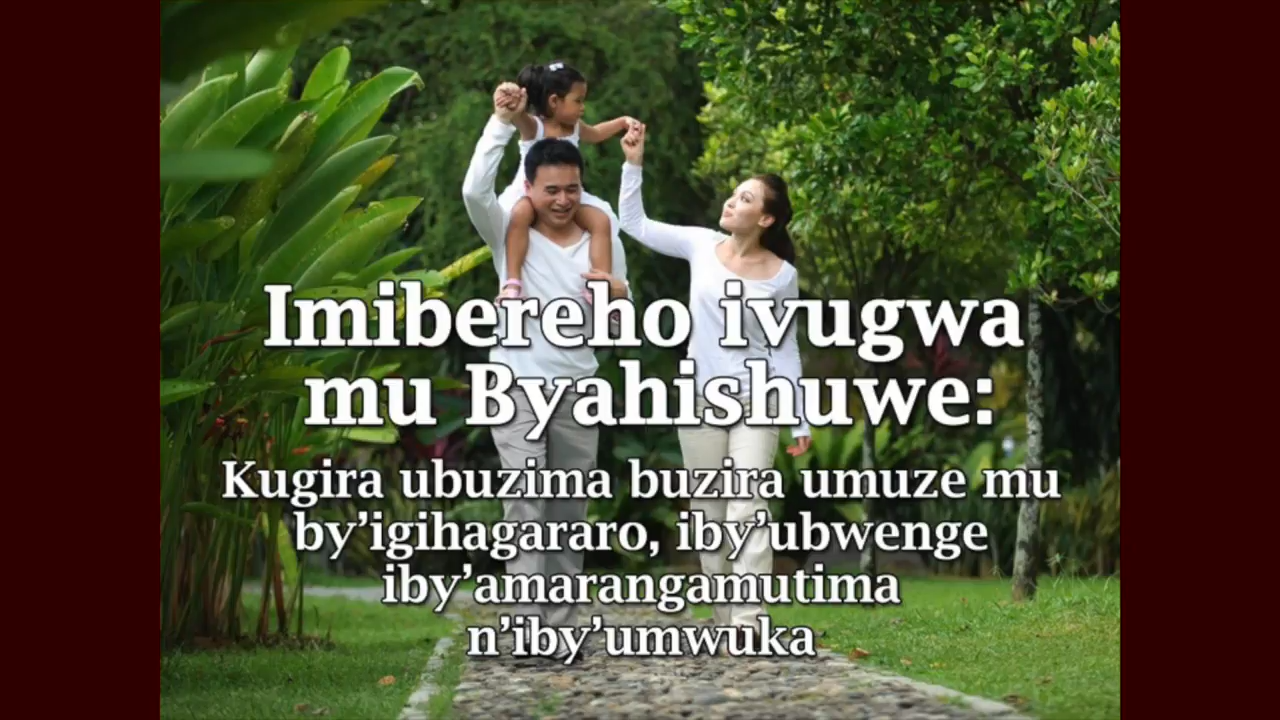 Imibereho ivugwa
mu Byahishuwe:
Kugira ubuzima buzira umuze mu
by’igihagararo, iby’ubwenge
iby’amarangamutima
n’iby’umwuka